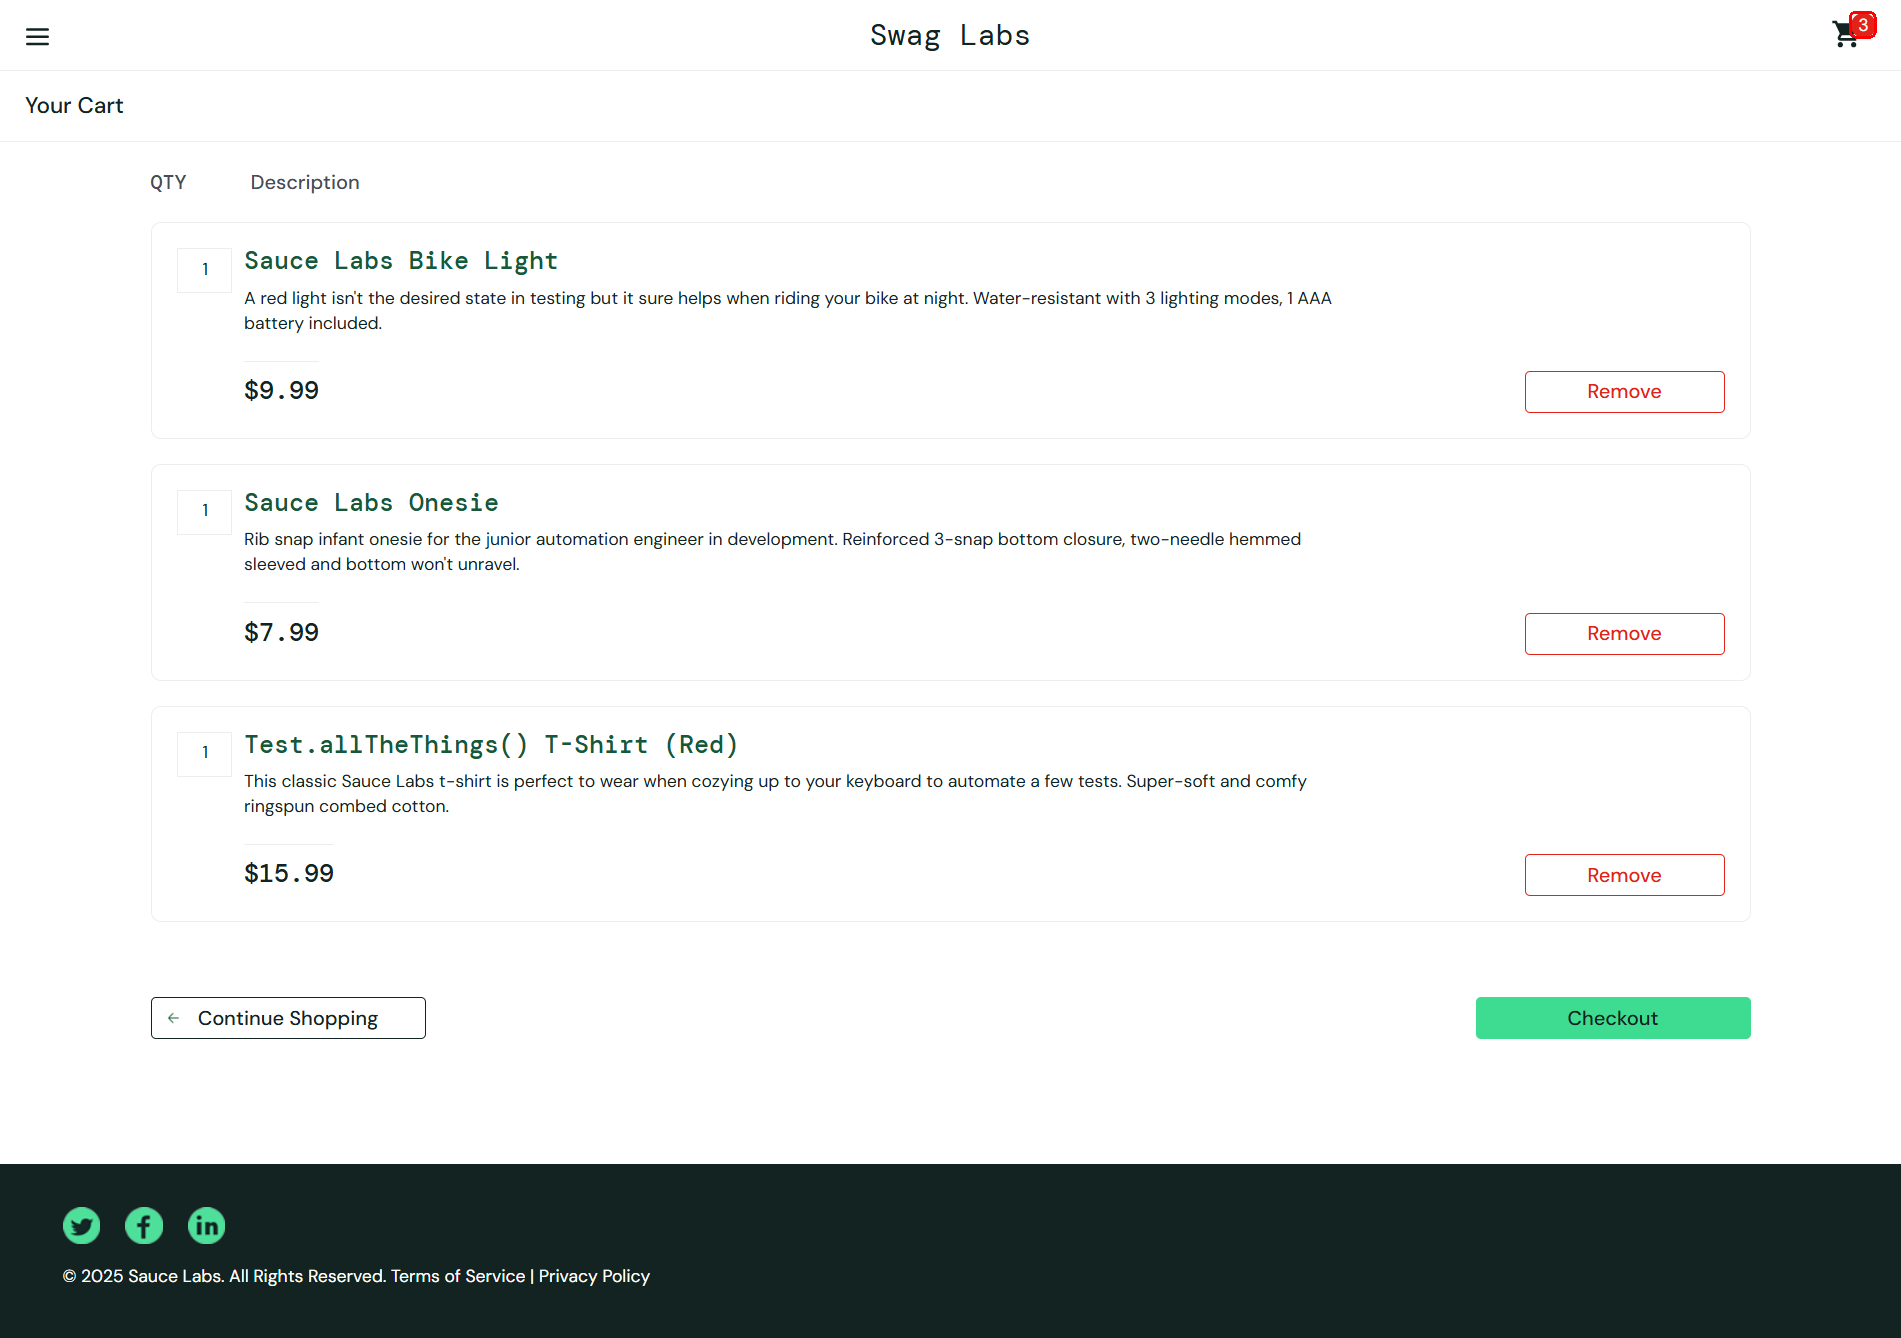 Swag Labs
3
Your Cart
QTY Description
1 Sauce Labs Bike Light
A red light isn't the desired state in testing but it sure helps when riding your bike at night. Water-resistant with 3 lighting modes, 1 AAA
battery included.
$9.99
Remove
1 Sauce Labs Onesie
Rib snap infant onesie for the junior automation engineer in development. Reinforced 3-snap bottom closure, two-needle hemmed
sleeved and bottom won't unravel.
$7.99
Remove
1 Test.allTheThings() T-Shirt (Red)
This classic Sauce Labs t-shirt is perfect to wear when cozying up to your keyboard to automate a few tests. Super-soft and comfy
ringspun combed cotton.
$15.99
Remove
Continue Shopping
Checkout
© 2025 Sauce Labs. All Rights Reserved. Terms of Service | Privacy Policy